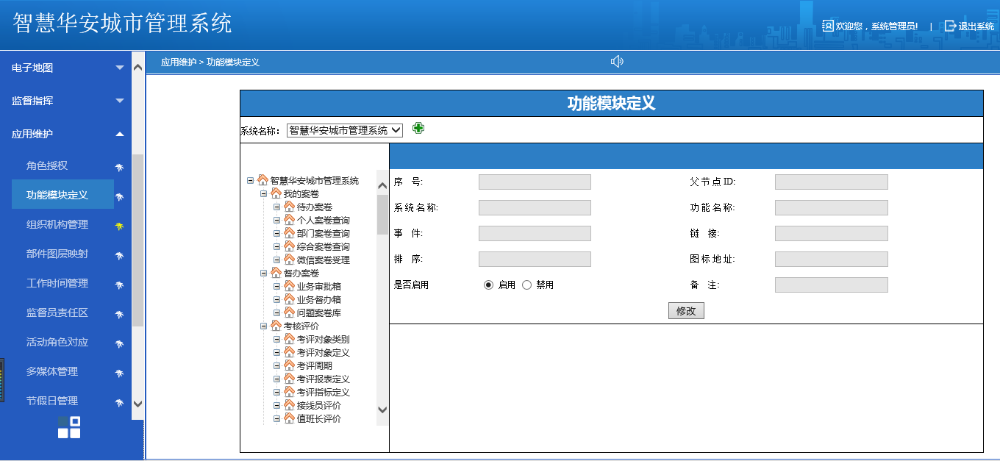 智慧华安城市管理系统
欢迎您，系统管理员!
|
退出系统
电子地图
监督指挥
应用维护
角色授权
功能模块定义
组织机构管理
部件图层映射
工作时间管理
监督员责任区
活动角色对应
多媒体管理
节假日管理
应用维护 > 功能模块定义
功能模块定义
系统名称:
智慧华安城市管理系统
智慧华安城市管理系统
我的案卷
待办案卷
个人案卷查询
部门案卷查询
综合案卷查询
微信案卷受理
督办案卷
业务审批箱
业务督办箱
问题案卷库
考核评价
考评对象类别
考评对象定义
考评周期
考评报表定义
考评指标定义
接线员评价
值班长评价
序 号:
父节点ID:
系统名称:
功能名称:
事 件:
链 接:
排 序:
图标地址:
是否启用
启用
禁用
备 注:
修改